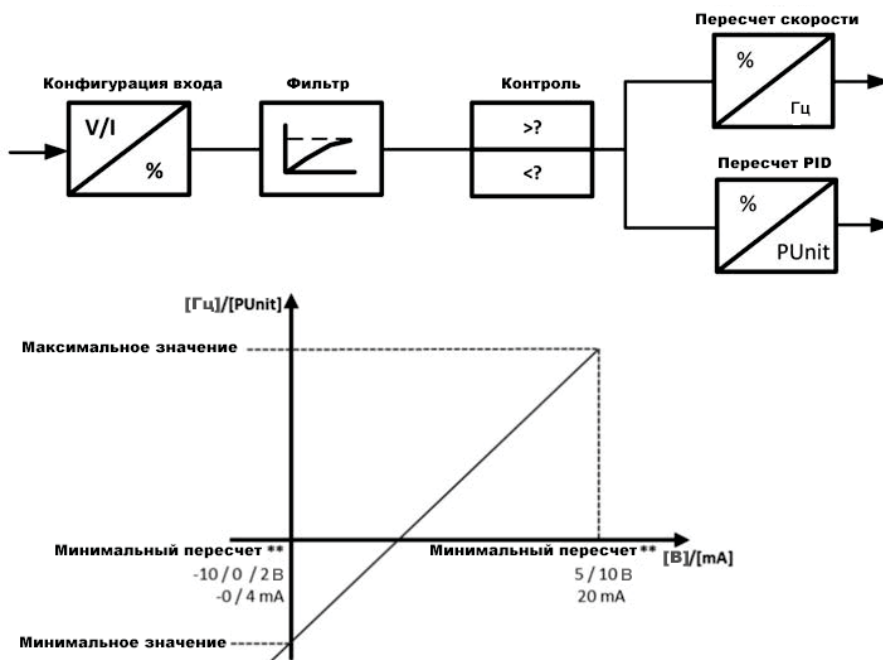 Пересчет скорости
%
Гц
Конфигурация входа
Фильтр
Контроль
V/I
%
>?
<?
Пересчет PID
%
PUnit
[Гц]/[PUnit]
Максимальное значение
Минимальный пересчет **
Минимальный пересчет **
[В]/[mA]
-10 / 0 / 2 В
5 / 10 В
-0 / 4 mA
20 mA
Минимальное значение